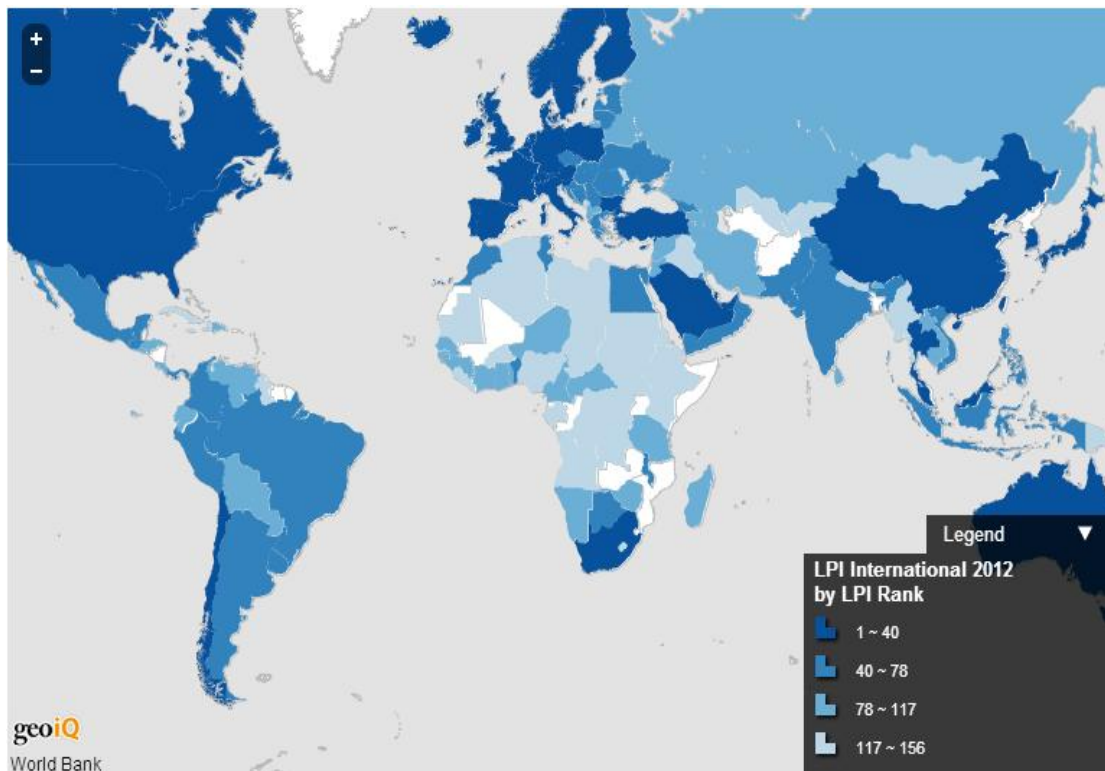 +
−
Legend ▼
LPI International 2012
by LPI Rank
1 ~ 40
40 ~ 78
78 ~ 117
117 ~ 156
geoiQ
World Bank